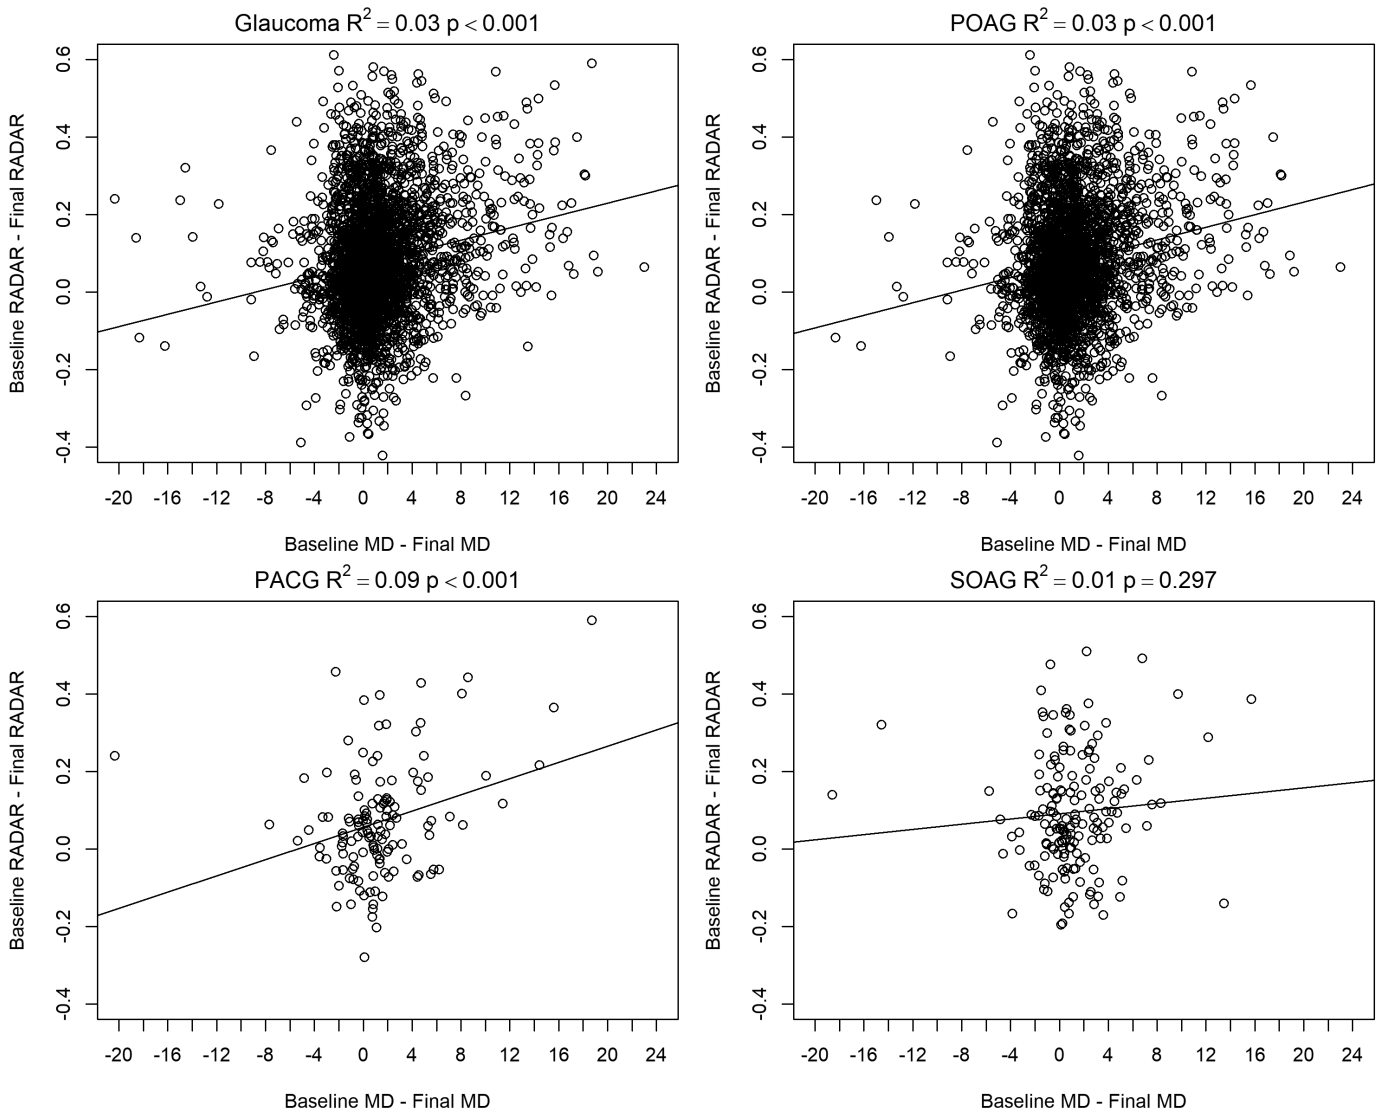 Glaucoma R² = 0.03 p < 0.001
Baseline RADAR - Final RADAR
0.6
0.4
0.2
0.0
-0.2
-0.4
-20 -16 -12 -8 -4 0 4 8 12 16 20 24
Baseline MD - Final MD
POAG R² = 0.03 p < 0.001
Baseline RADAR - Final RADAR
0.6
0.4
0.2
0.0
-0.2
-0.4
-20 -16 -12 -8 -4 0 4 8 12 16 20 24
Baseline MD - Final MD
PACG R² = 0.09 p < 0.001
Baseline RADAR - Final RADAR
0.6
0.4
0.2
0.0
-0.2
-0.4
-20 -16 -12 -8 -4 0 4 8 12 16 20 24
Baseline MD - Final MD
SOAG R² = 0.01 p = 0.297
Baseline RADAR - Final RADAR
0.6
0.4
0.2
0.0
-0.2
-0.4
-20 -16 -12 -8 -4 0 4 8 12 16 20 24
Baseline MD - Final MD